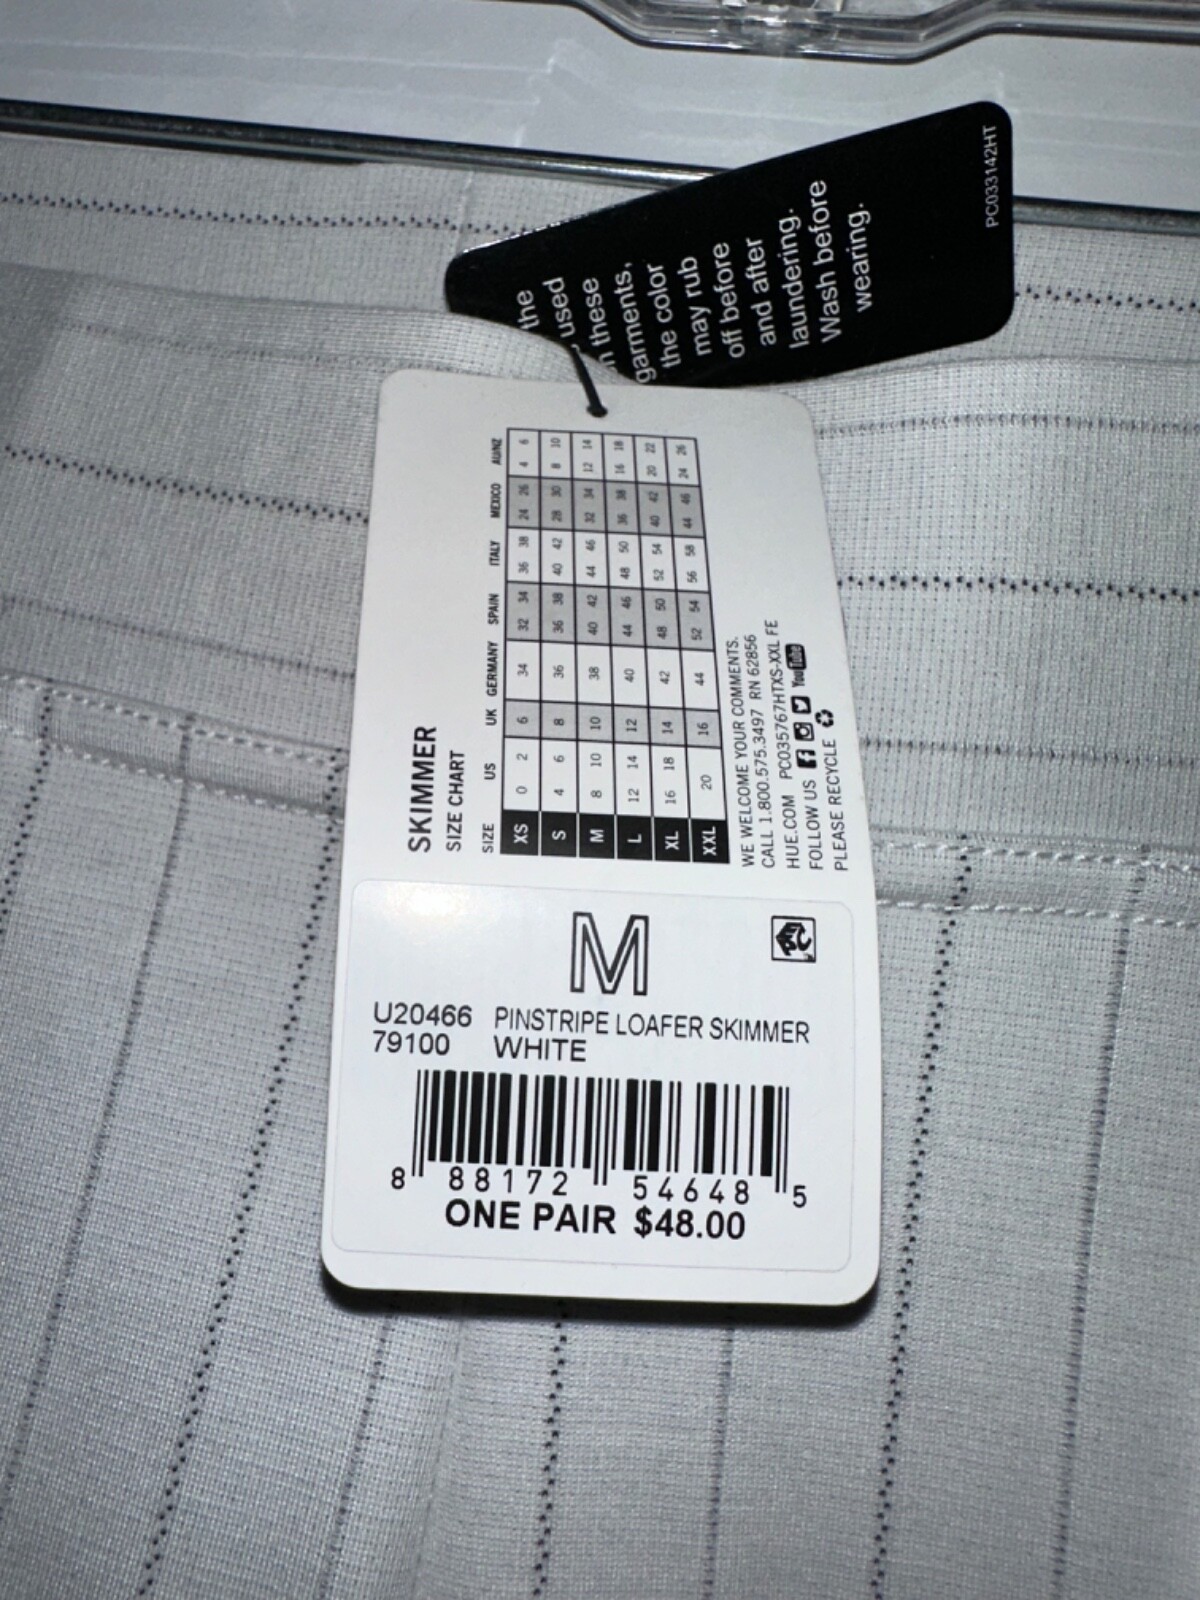 the
used
these
garments,
the color
may rub
off before
and after
laundering.
Wash before
wearing.
PC033142HT
SKIMMER
SIZE CHART
SIZE US UK GERMANY SPAIN ITALY MEXICO AU/NZ
XS 0 2 6 34 32 34 36 38 24 26 4 6
S 4 6 8 36 36 38 40 42 28 30 8 10
M 8 10 10 38 40 42 44 46 32 34 12 14
L 12 14 12 40 44 46 48 50 36 38 16 18
XL 16 18 14 42 48 50 52 54 40 42 20 22
XXL 20 16 44 52 54 56 58 44 46 24 26
WE WELCOME YOUR COMMENTS.
CALL 1.800.575.3497 RN 62856
HUE.COM PC035767HTXS-XXL FE
FOLLOW US YouTube
PLEASE RECYCLE
M
U20466 PINSTRIPE LOAFER SKIMMER
79100 WHITE
8 88172 54648 5
ONE PAIR $48.00